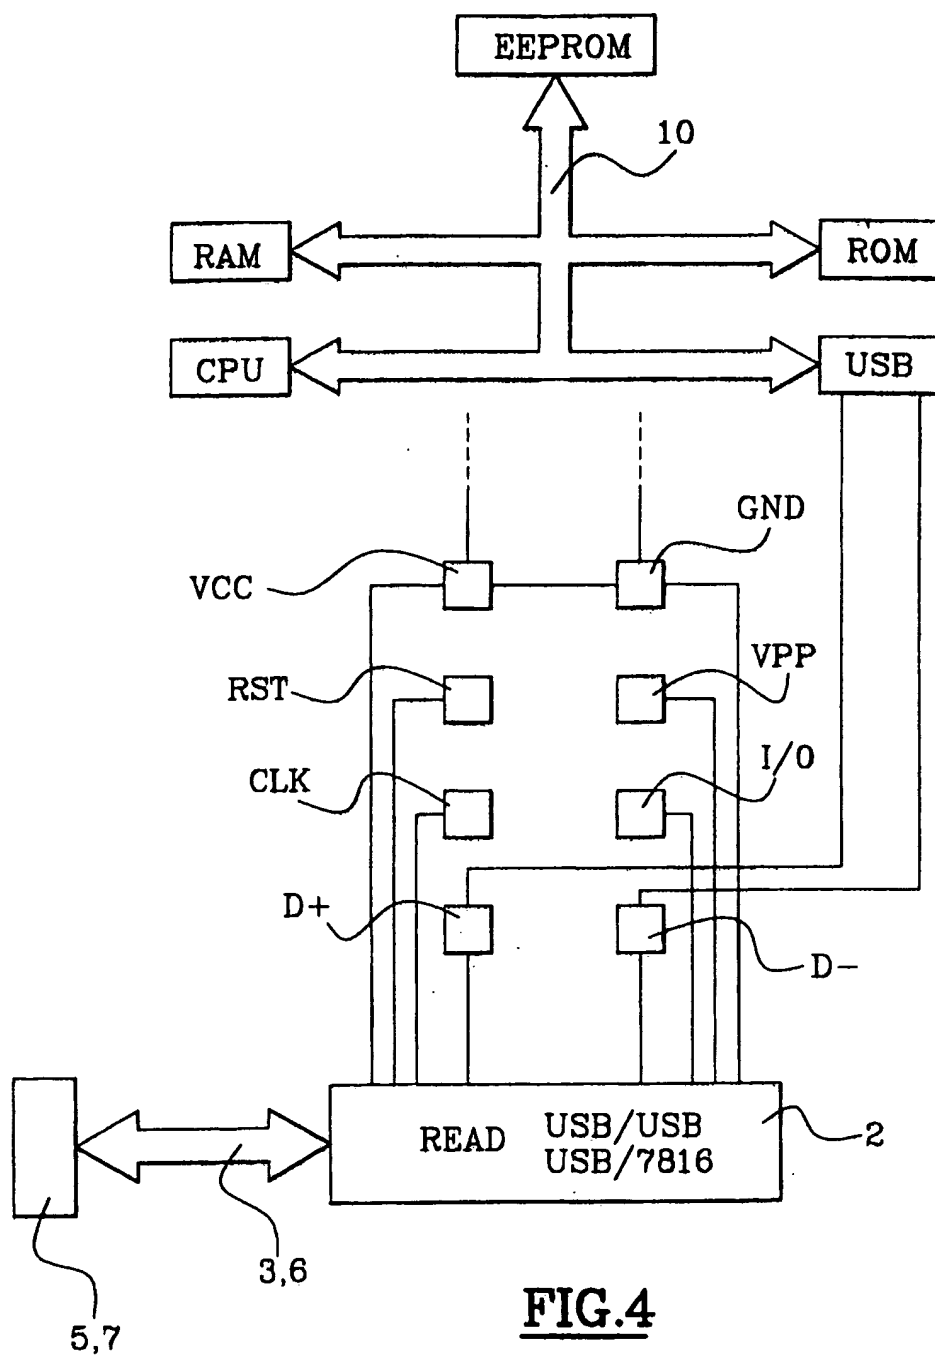 EEPROM
10
RAM
ROM
CPU
USB
GND
VCC
RST
VPP
CLK
I/O
D+
D-
READ USB/USB
USB/7816
2
3,6
5,7
FIG.4